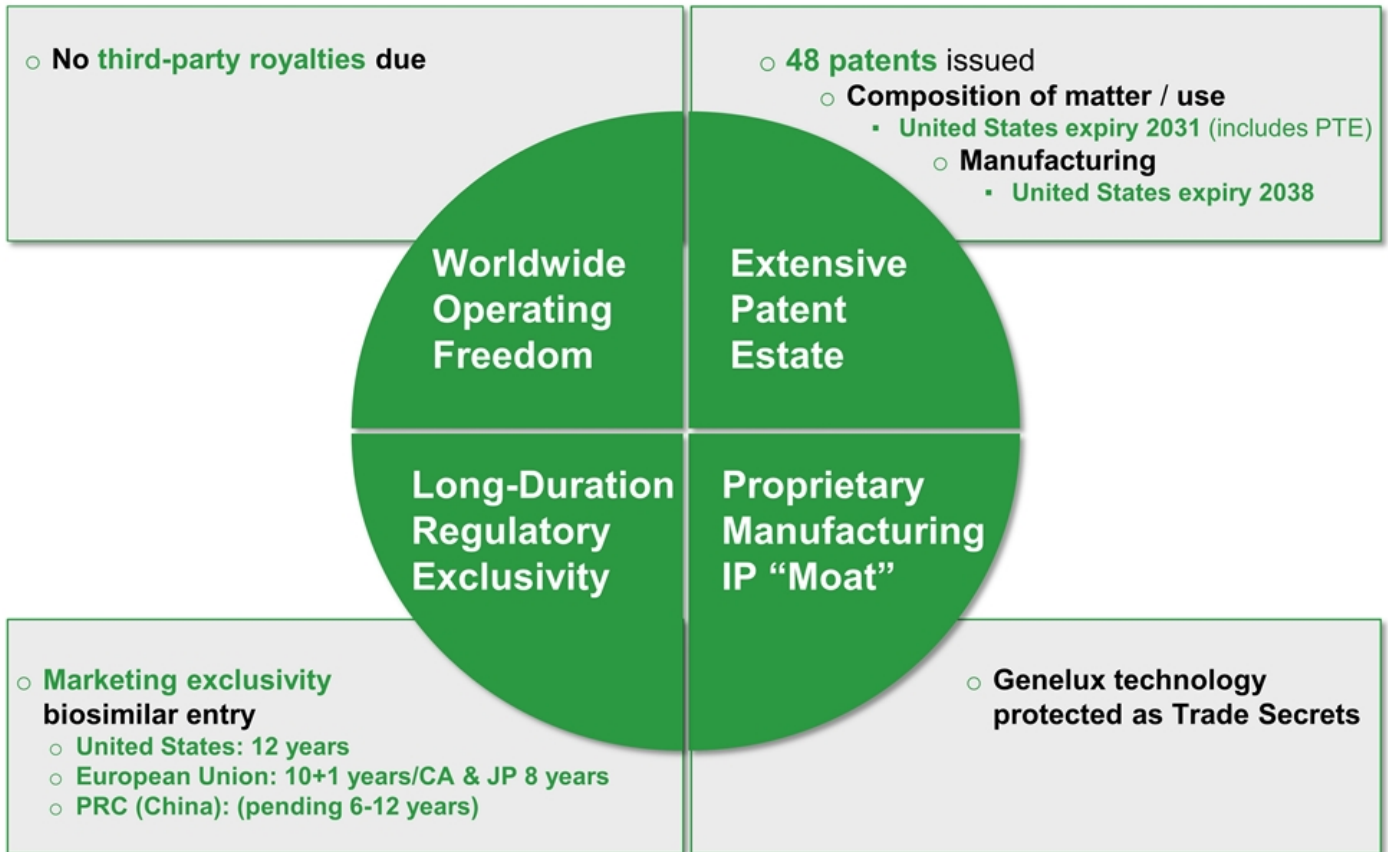 No third-party royalties due
48 patents issued
Composition of matter / use
United States expiry 2031 (includes PTE)
Manufacturing
United States expiry 2038
Worldwide
Operating
Freedom
Extensive
Patent
Estate
Long-Duration
Regulatory
Exclusivity
Proprietary
Manufacturing
IP “Moat”
Marketing exclusivity
biosimilar entry
United States: 12 years
European Union: 10+1 years/CA & JP 8 years
PRC (China): (pending 6-12 years)
Genelux technology
protected as Trade Secrets